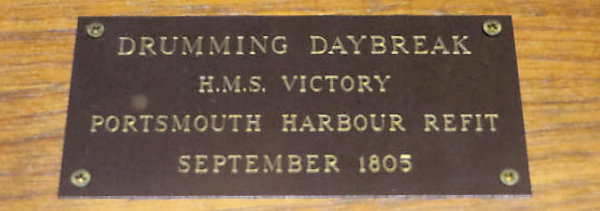 DRUMMING DAYBREAK
H.M.S. VICTORY
PORTSMOUTH HARBOUR REFIT
SEPTEMBER 1805